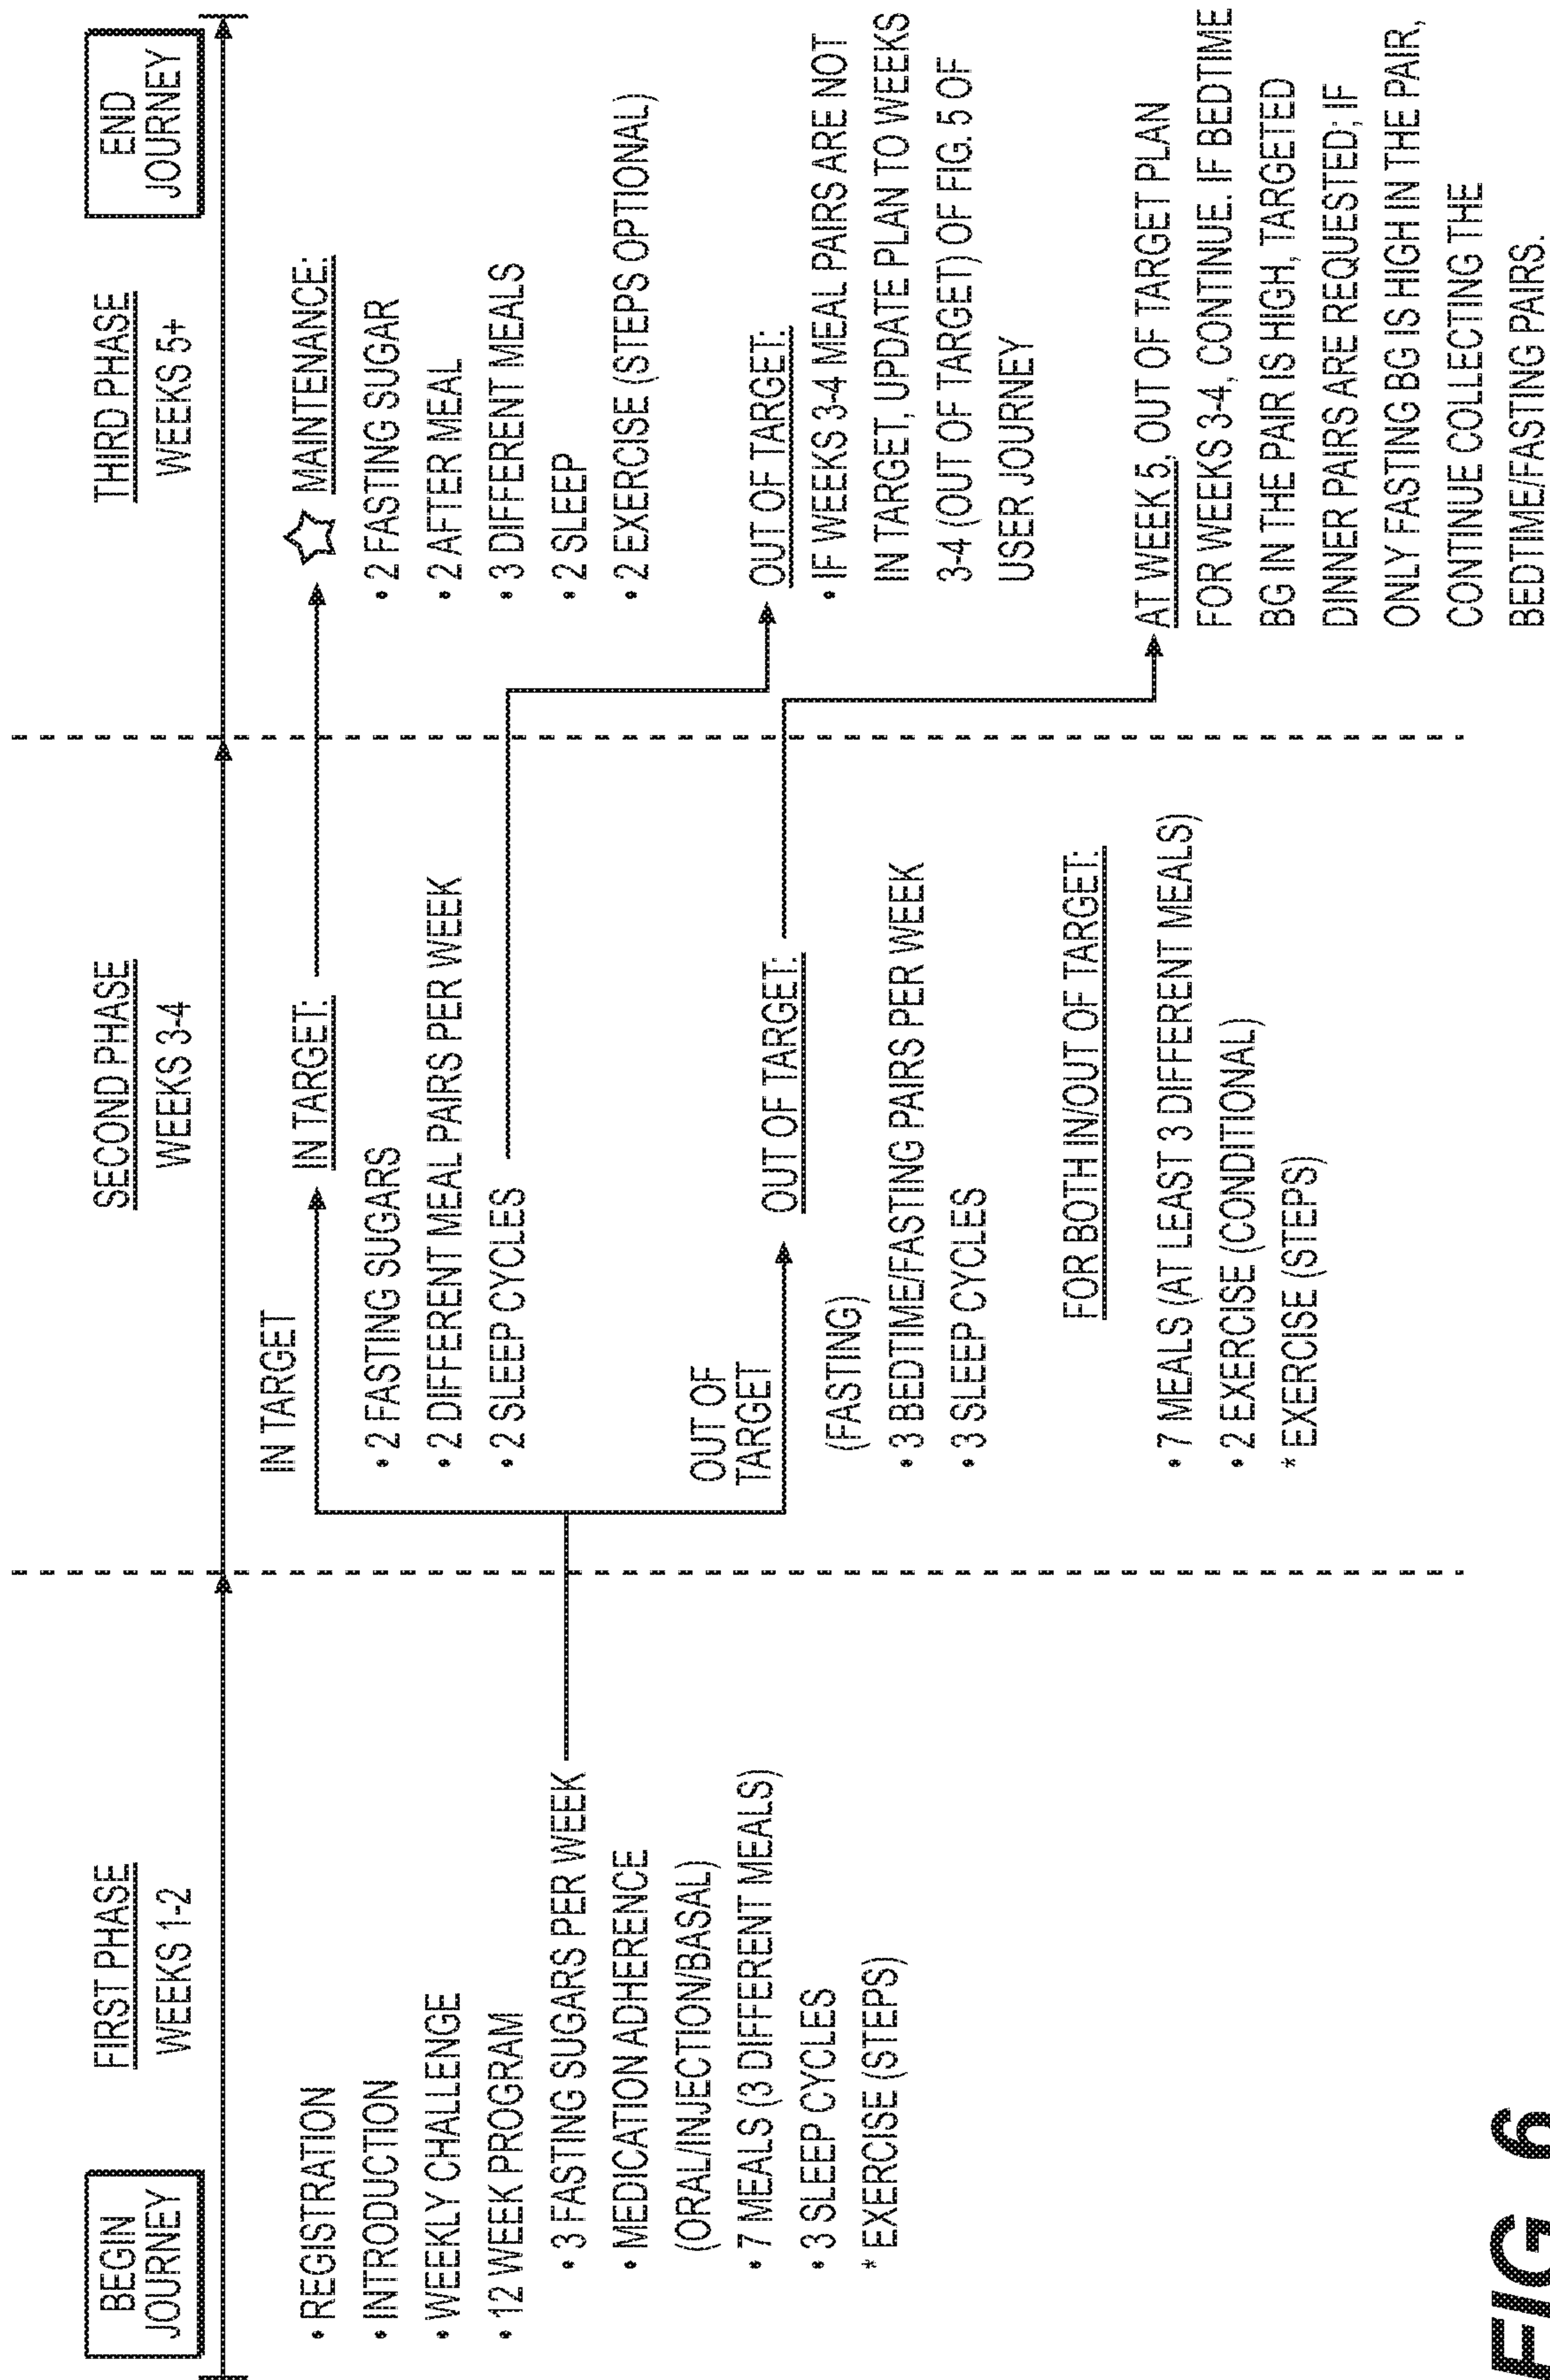 BEGIN
JOURNEY
FIRST PHASE
WEEKS 1-2
• REGISTRATION
• INTRODUCTION
• WEEKLY CHALLENGE
• 12 WEEK PROGRAM
• 3 FASTING SUGARS PER WEEK
• MEDICATION ADHERENCE
(ORAL/INJECTION/BASAL)
• 7 MEALS (3 DIFFERENT MEALS)
• 3 SLEEP CYCLES
* EXERCISE (STEPS)
SECOND PHASE
WEEKS 3-4
IN TARGET
IN TARGET:
• 2 FASTING SUGARS
• 2 DIFFERENT MEAL PAIRS PER WEEK
• 2 SLEEP CYCLES
OUT OF
TARGET
OUT OF TARGET:
(FASTING)
• 3 BEDTIME/FASTING PAIRS PER WEEK
• 3 SLEEP CYCLES
FOR BOTH IN/OUT OF TARGET:
• 7 MEALS (AT LEAST 3 DIFFERENT MEALS)
• 2 EXERCISE (CONDITIONAL)
* EXERCISE (STEPS)
THIRD PHASE
WEEKS 5+
END
JOURNEY
MAINTENANCE:
• 2 FASTING SUGAR
• 2 AFTER MEAL
• 3 DIFFERENT MEALS
• 2 SLEEP
• 2 EXERCISE (STEPS OPTIONAL)
OUT OF TARGET:
• IF WEEKS 3-4 MEAL PAIRS ARE NOT
IN TARGET, UPDATE PLAN TO WEEKS
3-4 (OUT OF TARGET) OF FIG. 5 OF
USER JOURNEY
AT WEEK 5, OUT OF TARGET PLAN
FOR WEEKS 3-4, CONTINUE. IF BEDTIME
BG IN THE PAIR IS HIGH, TARGETED
DINNER PAIRS ARE REQUESTED; IF
ONLY FASTING BG IS HIGH IN THE PAIR,
CONTINUE COLLECTING THE
BEDTIME/FASTING PAIRS.
FIG 6